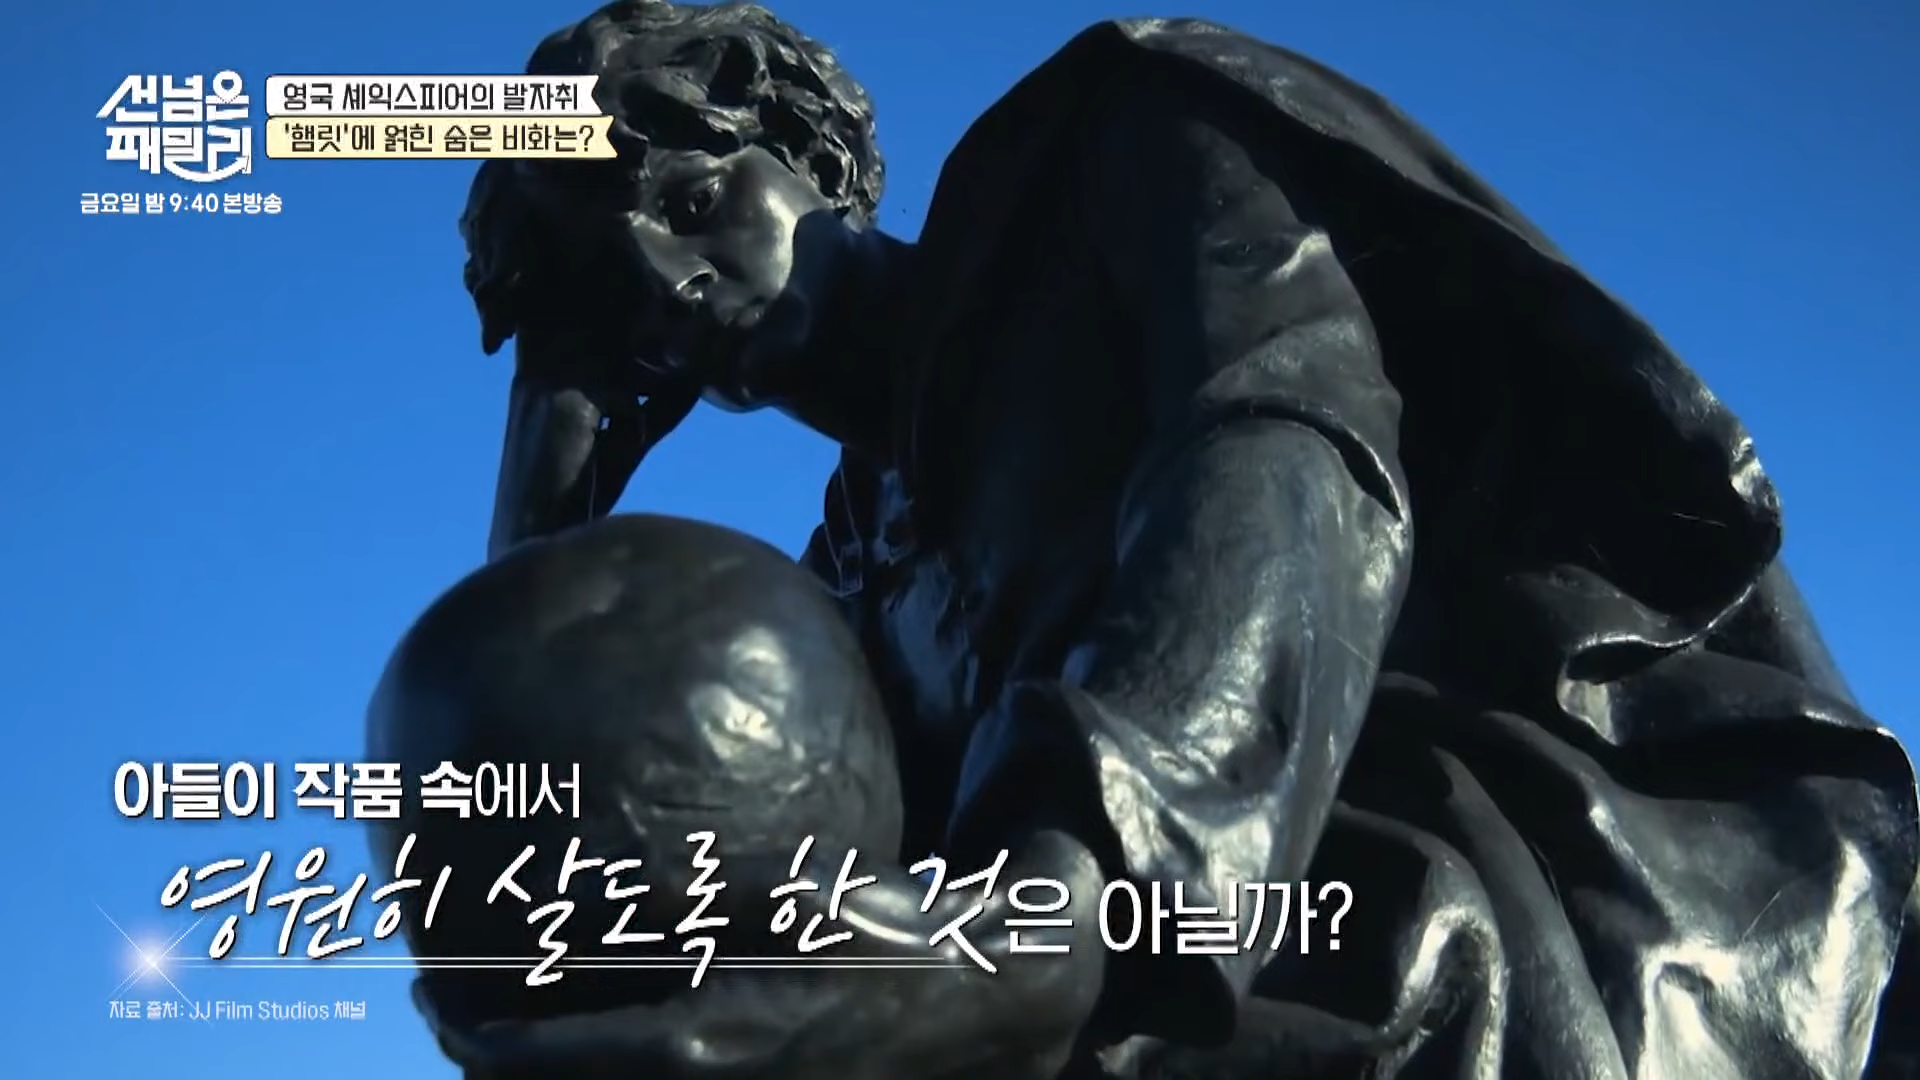 선넘은
패밀리
금요일 밤 9:40 본방송
영국 셰익스피어의 발자취
'햄릿'에 얽힌 숨은 비화는?
아들이 작품 속에서
영원히 살도록 한 것은 아닐까?
자료 출처: JJ Film Studios 채널